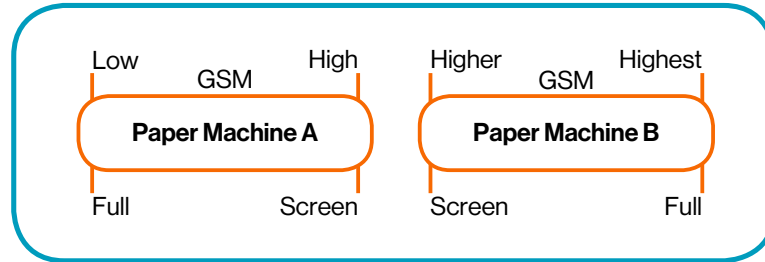 Low High Higher Highest
GSM GSM
Paper Machine A Paper Machine B
Full Screen Screen Full